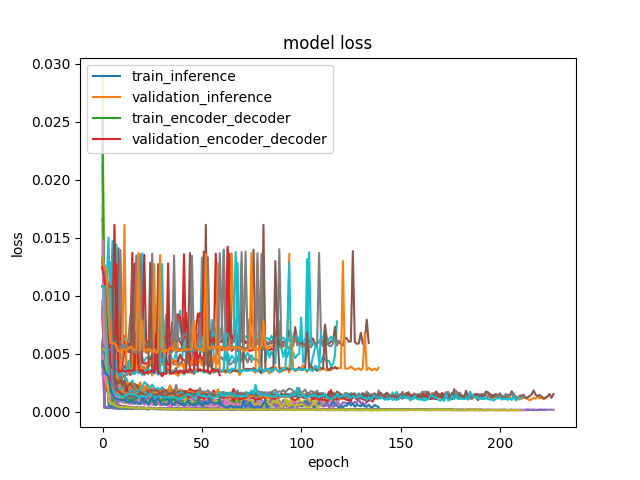 model loss
0.030
0.025
0.020
0.015
0.010
0.005
0.000
loss
train_inference
validation_inference
train_encoder_decoder
validation_encoder_decoder
0
50
100
150
200
epoch